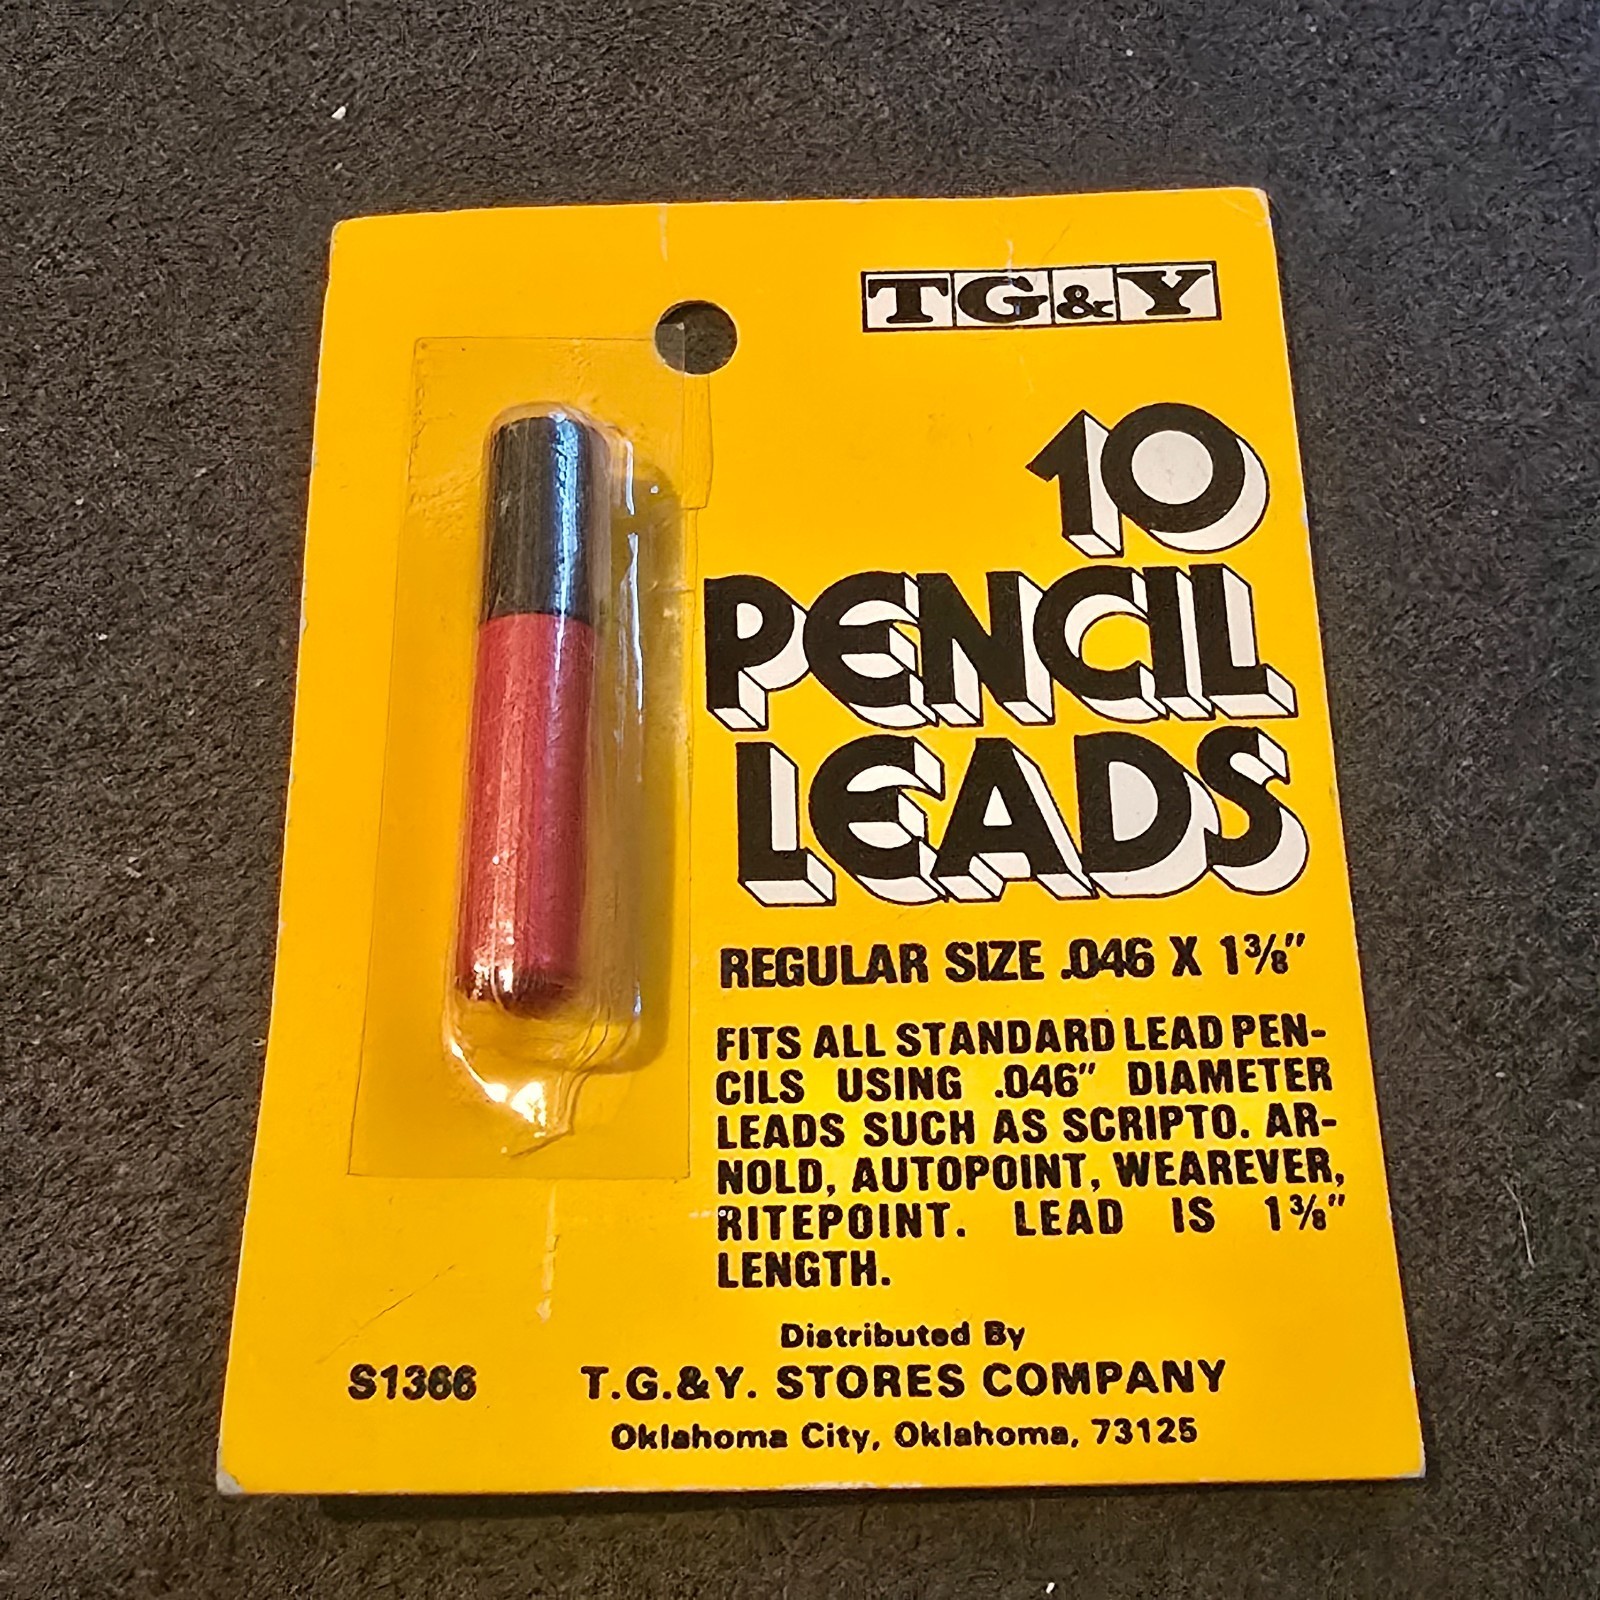 TG&Y
10
PENCIL
LEADS
REGULAR SIZE .046 X 1⅜"
FITS ALL STANDARD LEAD PEN-
CILS USING .046" DIAMETER
LEADS SUCH AS SCRIPTO. AR-
NOLD, AUTOPOINT, WEAREVER,
RITEPOINT. LEAD IS 1⅜"
LENGTH.
Distributed By
S1366 T.G.&Y. STORES COMPANY
Oklahoma City, Oklahoma, 73125